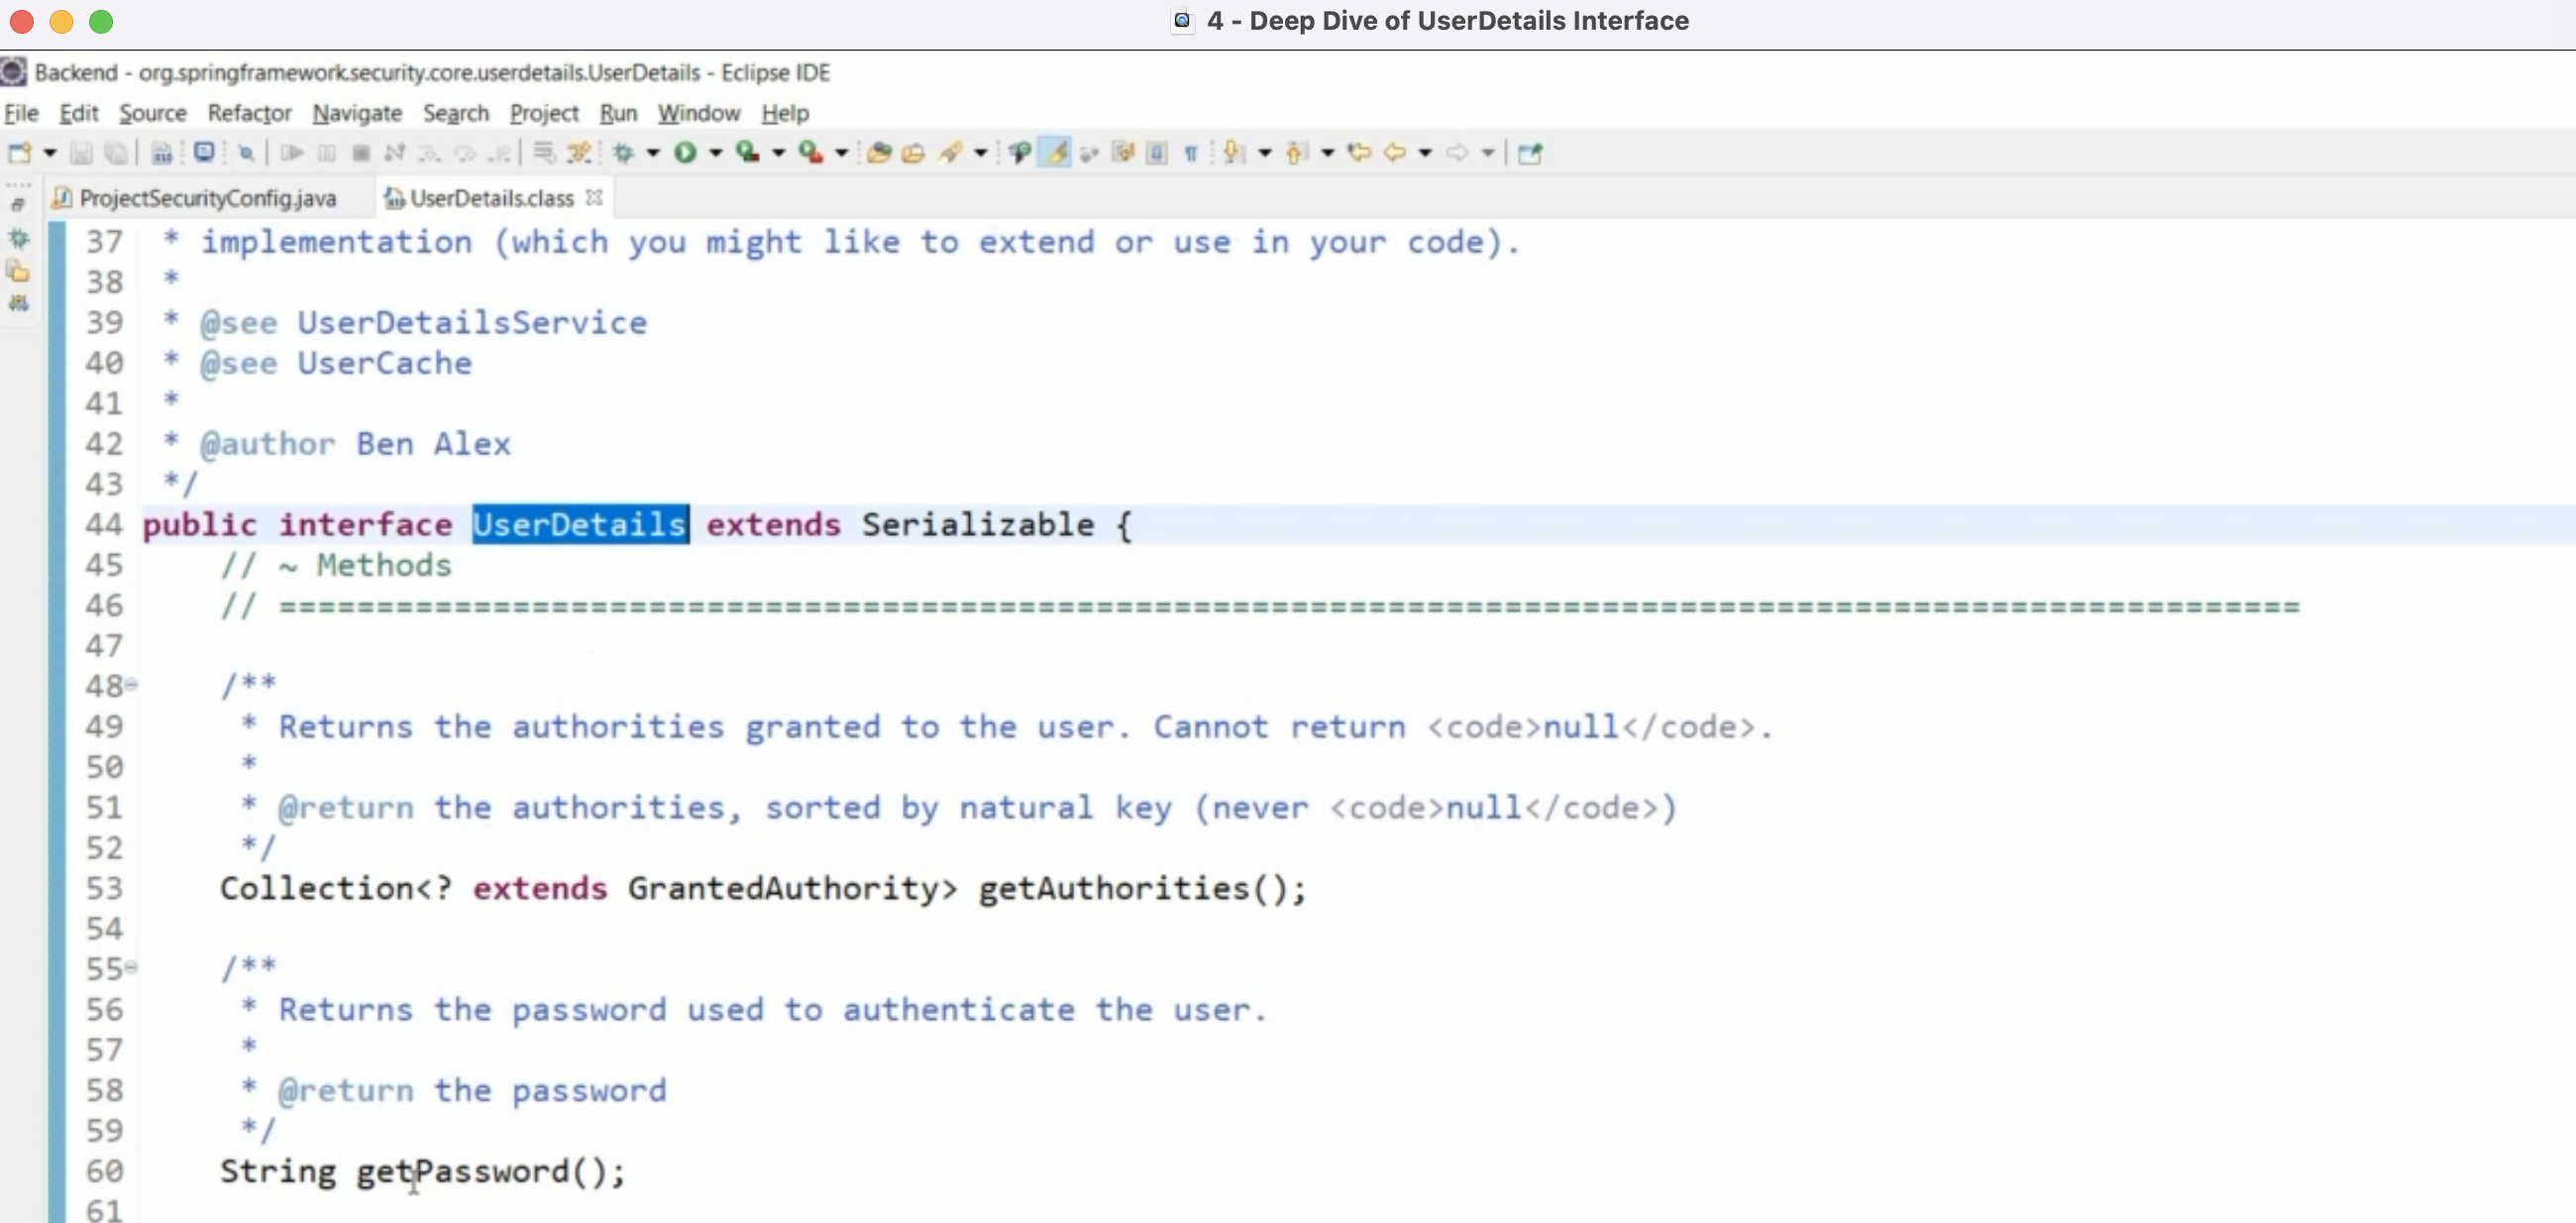 4 - Deep Dive of UserDetails Interface
Backend - org.springframework.security.core.userdetails.UserDetails - Eclipse IDE
File Edit Source Refactor Navigate Search Project Run Window Help
ProjectSecurityConfig.java UserDetails.class
37 * implementation (which you might like to extend or use in your code).
38 *
39 * @see UserDetailsService
40 * @see UserCache
41 *
42 * @author Ben Alex
43 */
44 public interface UserDetails extends Serializable {
45 // ~ Methods
46 // ========================================================================================================
47
48 /**
49 * Returns the authorities granted to the user. Cannot return <code>null</code>.
50 *
51 * @return the authorities, sorted by natural key (never <code>null</code>)
52 */
53 Collection<? extends GrantedAuthority> getAuthorities();
54
55 /**
56 * Returns the password used to authenticate the user.
57 *
58 * @return the password
59 */
60 String getPassword();
61